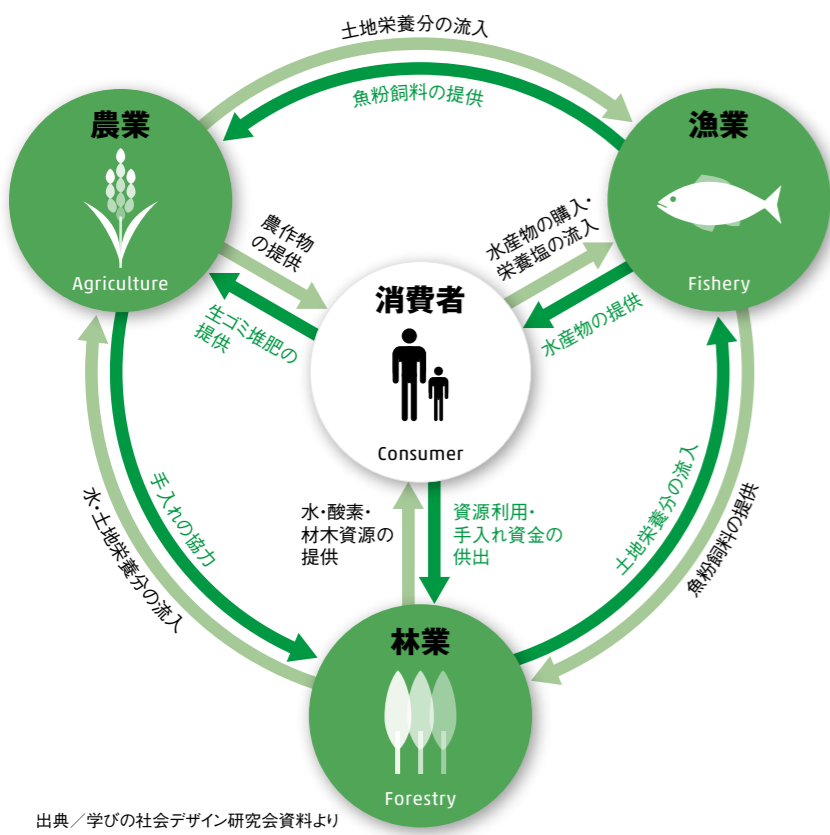 土地栄養分の流入
魚粉飼料の提供
農業
Agriculture
漁業
Fishery
農作物
の提供
水産物の購入・
栄養塩の流入
生ゴミ堆肥の
提供
消費者
Consumer
水産物の提供
水・土地栄養分の流入
手入れの協力
水・酸素・
材木資源の
提供
資源利用・
手入れ資金の
供出
土地栄養分の流入
魚粉飼料の提供
林業
Forestry
出典／学びの社会デザイン研究会資料より